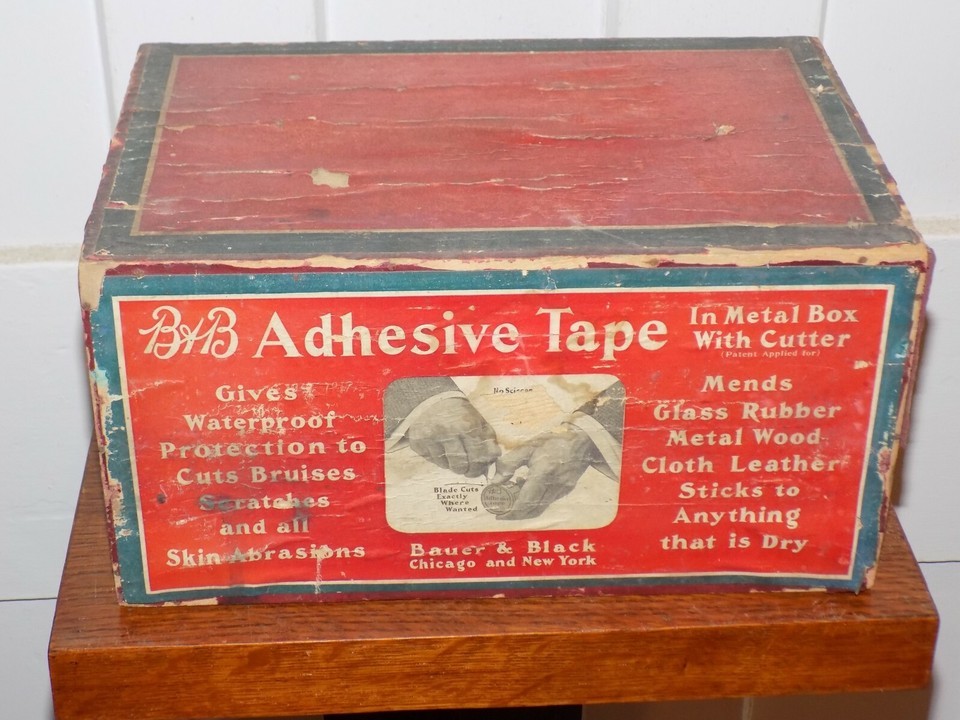 B&B Adhesive Tape
In Metal Box
With Cutter
(Patent Applied for)
Gives
Waterproof
Protection to
Cuts Bruises
Scratches
and all
Skin Abrasions
No Scissors
Blade Cuts
Exactly
Where
Wanted
Bauer & Black
Chicago and New York
Mends
Glass Rubber
Metal Wood
Cloth Leather
Sticks to
Anything
that is Dry